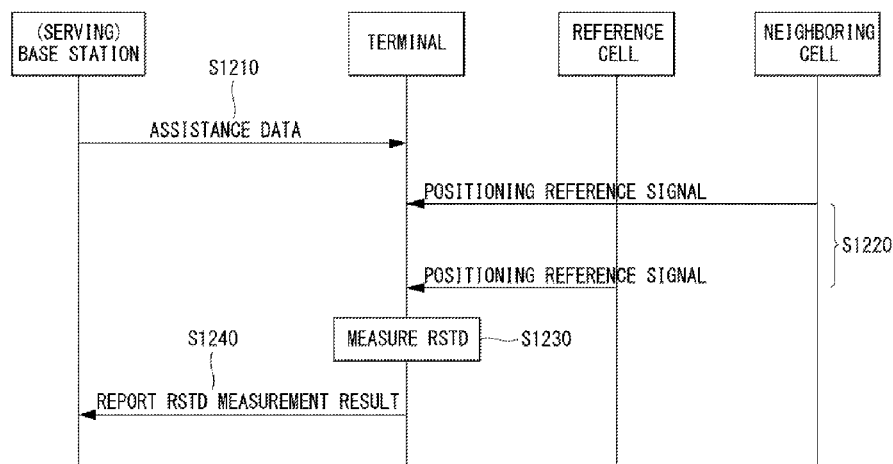 (SERVING)
BASE STATION
TERMINAL
REFERENCE
CELL
NEIGHBORING
CELL
S1210
ASSISTANCE DATA
POSITIONING REFERENCE SIGNAL
S1220
POSITIONING REFERENCE SIGNAL
MEASURE RSTD
S1230
S1240
REPORT RSTD MEASUREMENT RESULT